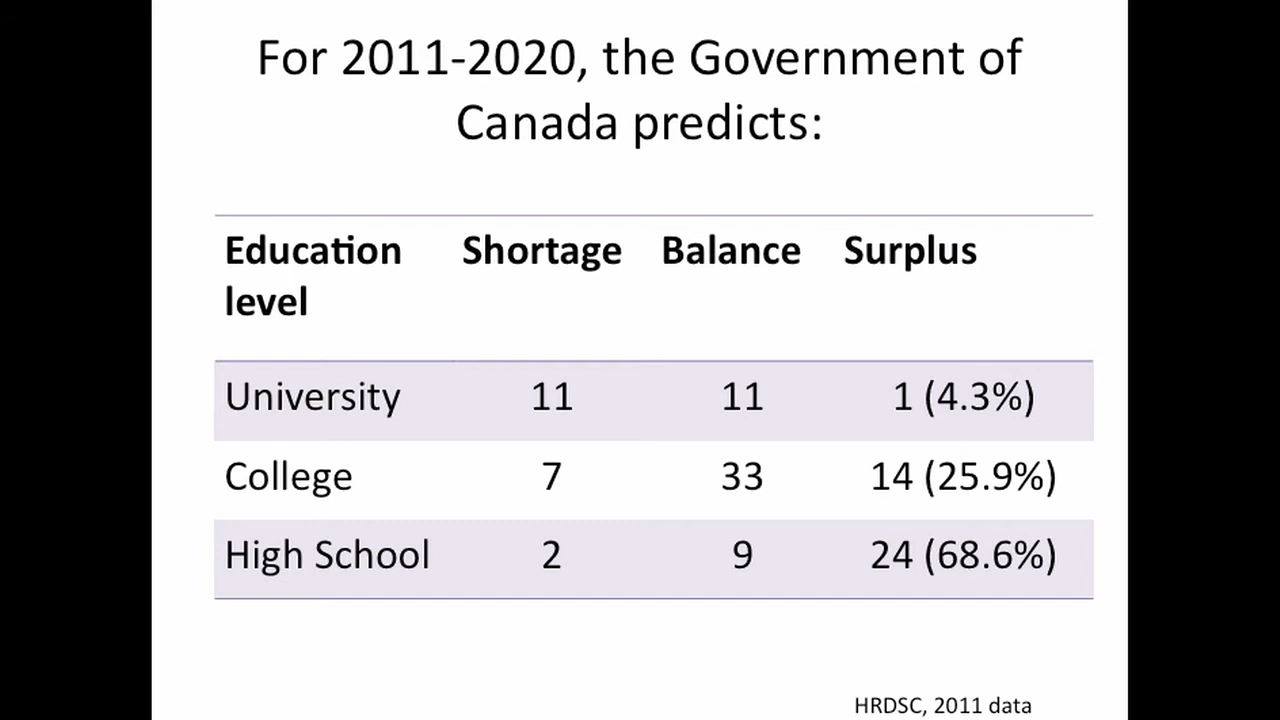 For 2011-2020, the Government of
Canada predicts:
Education level Shortage Balance Surplus
University 11 11 1 (4.3%)
College 7 33 14 (25.9%)
High School 2 9 24 (68.6%)
HRDSC, 2011 data